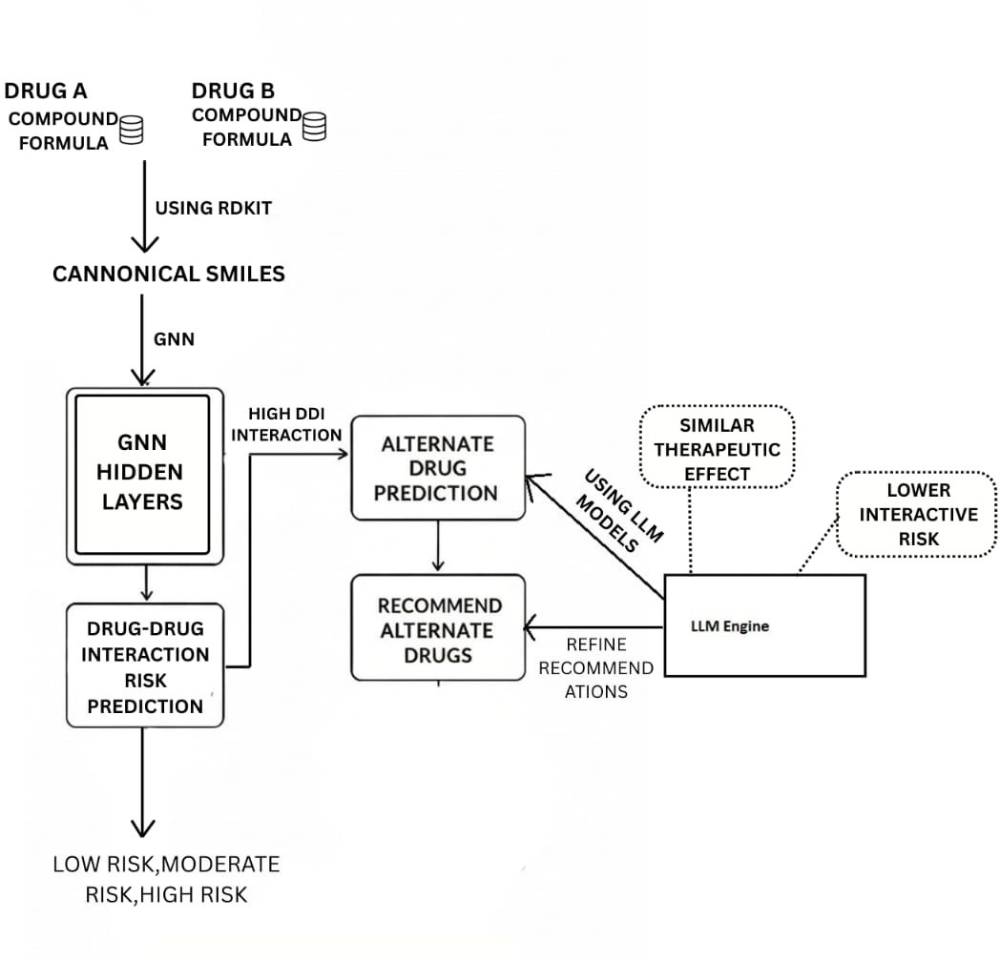 DRUG A
COMPOUND
FORMULA
DRUG B
COMPOUND
FORMULA
USING RDKIT
CANNONICAL SMILES
GNN
GNN
HIDDEN
LAYERS
HIGH DDI
INTERACTION
ALTERNATE
DRUG
PREDICTION
USING LLM
MODELS
SIMILAR
THERAPEUTIC
EFFECT
LOWER
INTERACTIVE
RISK
DRUG-DRUG
INTERACTION
RISK
PREDICTION
RECOMMEND
ALTERNATE
DRUGS
REFINE
RECOMMEND
ATIONS
LLM Engine
LOW RISK,MODERATE
RISK,HIGH RISK